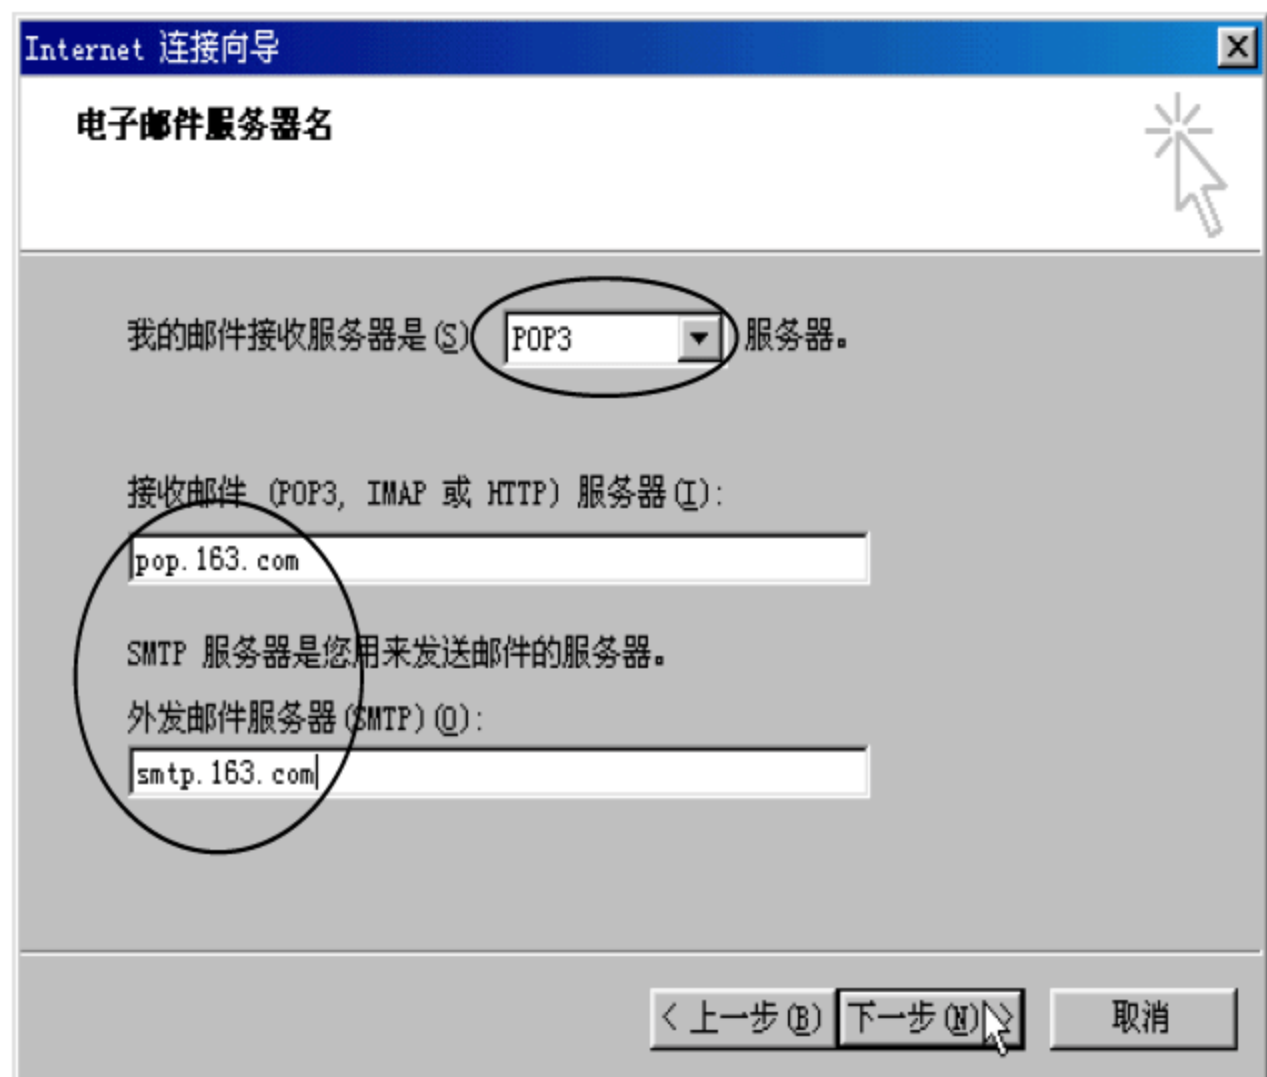 Internet 连接向导
电子邮件服务器名
我的邮件接收服务器是(S) POP3 服务器。
接收邮件 (POP3, IMAP 或 HTTP) 服务器(I):
pop.163.com
SMTP 服务器是您用来发送邮件的服务器。
外发邮件服务器(SMTP)(O):
smtp.163.com
< 上一步(B) 下一步(N) > 取消